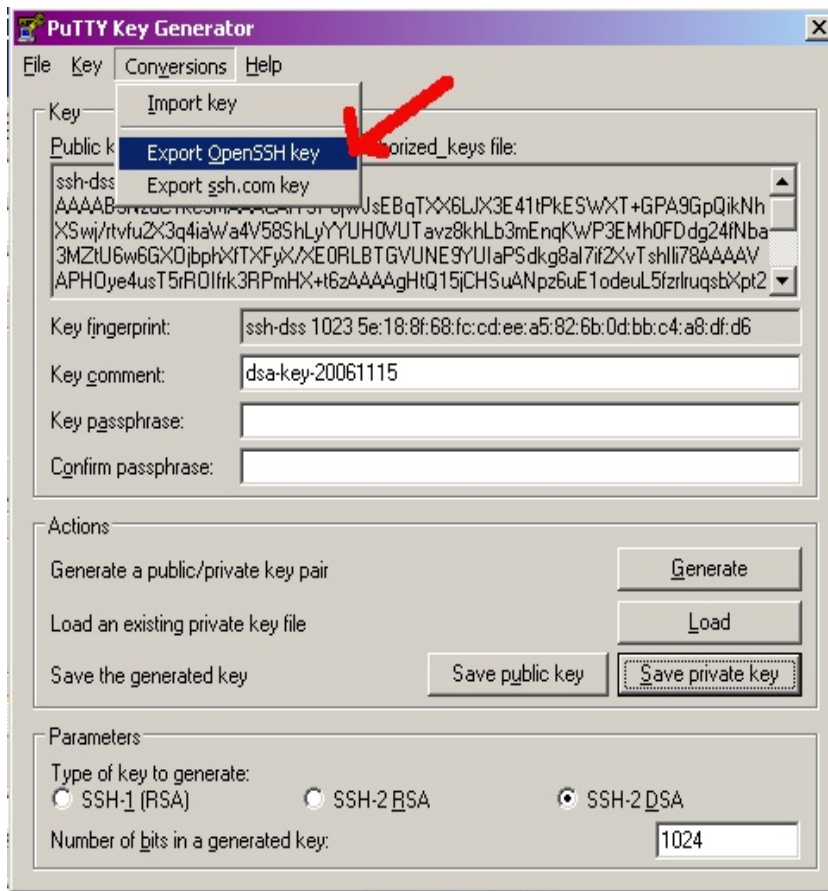 PuTTY Key Generator
File Key Conversions Help
Import key
Export OpenSSH key
Export ssh.com key
Key
Public k orized_keys file:
ssh-dss
XSwj/rtvfuZX3q4iaWa4V58ShLyYYUH0VUTavz8khLb3mEnqKWP3EMh0FDdg24fNba
3MZtU6w6GXOjbphXfTXFyX/XE0RLBTGVUNE9YUIaPSdkg8aI7if2XvTshIli78AAAAV
APHOye4usT5rROIfrk3RPmHX+t6zAAAAgHtQ15jCHSuANpz6uE1odeuL5fzrIruqsbXpt2
Key fingerprint: ssh-dss 1023 5e:18:8f:68:fc:cd:ee:a5:82:6b:0d:bb:c4:a8:df:d6
Key comment: dsa-key-20061115
Key passphrase:
Confirm passphrase:
Actions
Generate a public/private key pair Generate
Load an existing private key file Load
Save the generated key Save public key Save private key
Parameters
Type of key to generate:
SSH-1 (RSA) SSH-2 RSA SSH-2 DSA
Number of bits in a generated key: 1024